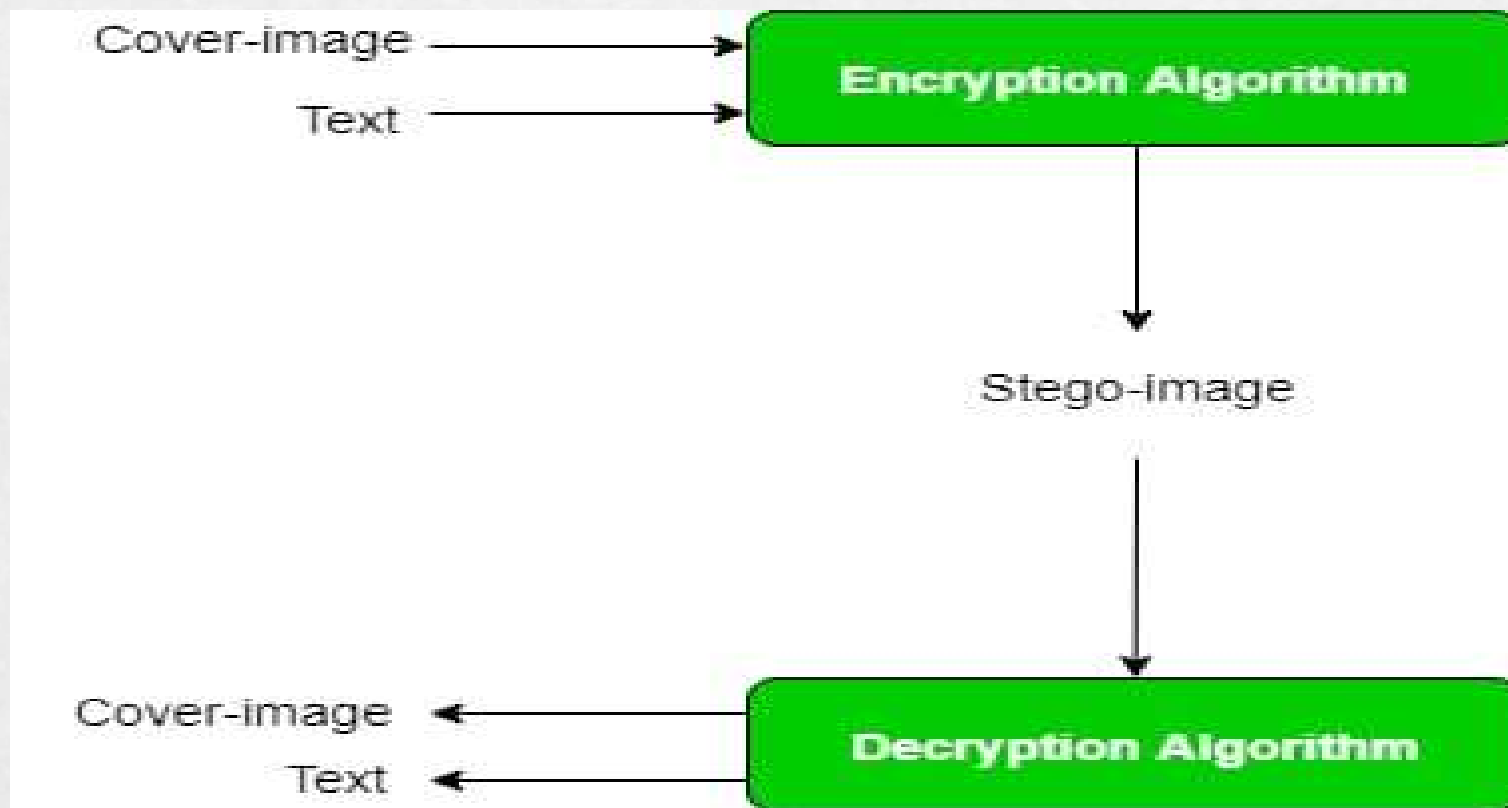 Cover-image
Encryption Algorithm
Text
Stego-image
Cover-image
Decryption Algorithm
Text